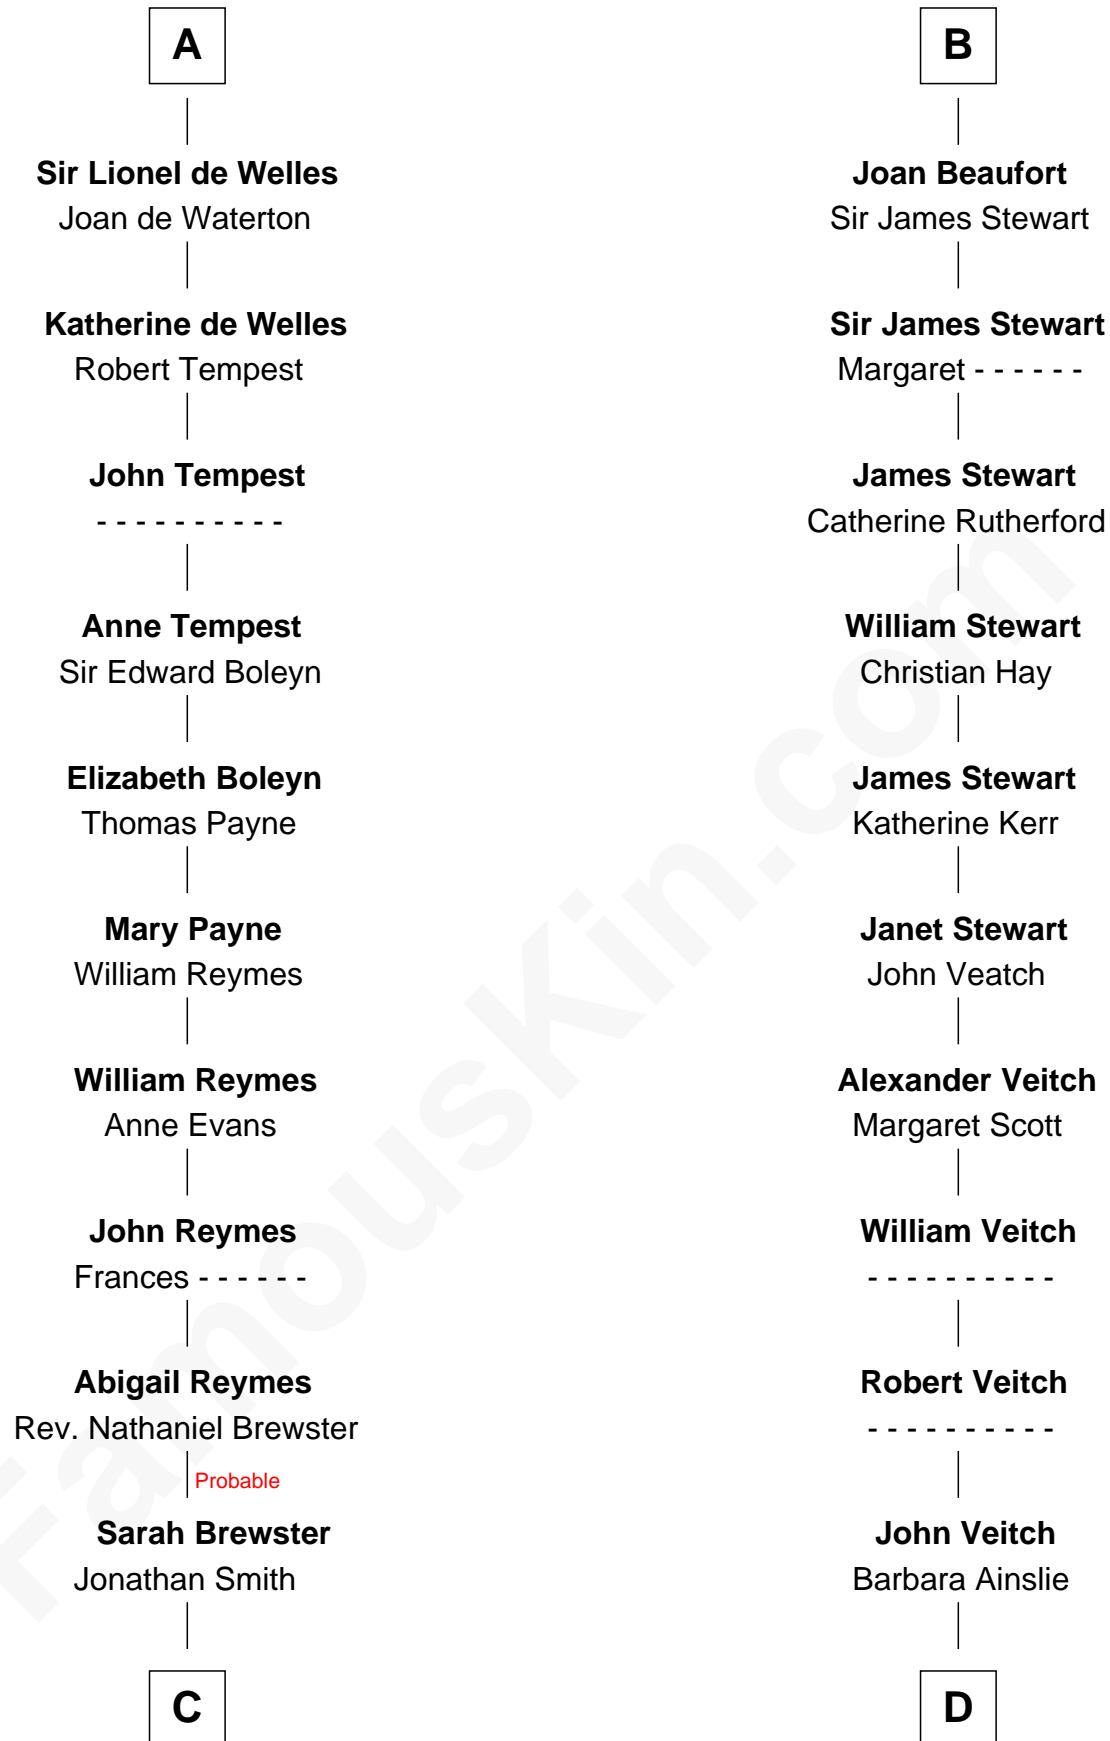 A
Sir Lionel de Welles
Joan de Waterton
Katherine de Welles
Robert Tempest
John Tempest
- - - - - - - - - -
Anne Tempest
Sir Edward Boleyn
Elizabeth Boleyn
Thomas Payne
Mary Payne
William Reymes
William Reymes
Anne Evans
John Reymes
Frances - - - - - -
Abigail Reymes
Rev. Nathaniel Brewster
Probable
Sarah Brewster
Jonathan Smith
C
B
Joan Beaufort
Sir James Stewart
Sir James Stewart
Margaret - - - - - -
James Stewart
Catherine Rutherford
William Stewart
Christian Hay
James Stewart
Katherine Kerr
Janet Stewart
John Veatch
Alexander Veitch
Margaret Scott
William Veitch
- - - - - - - - - -
Robert Veitch
- - - - - - - - - -
John Veitch
Barbara Ainslie
D
FamousKin.com